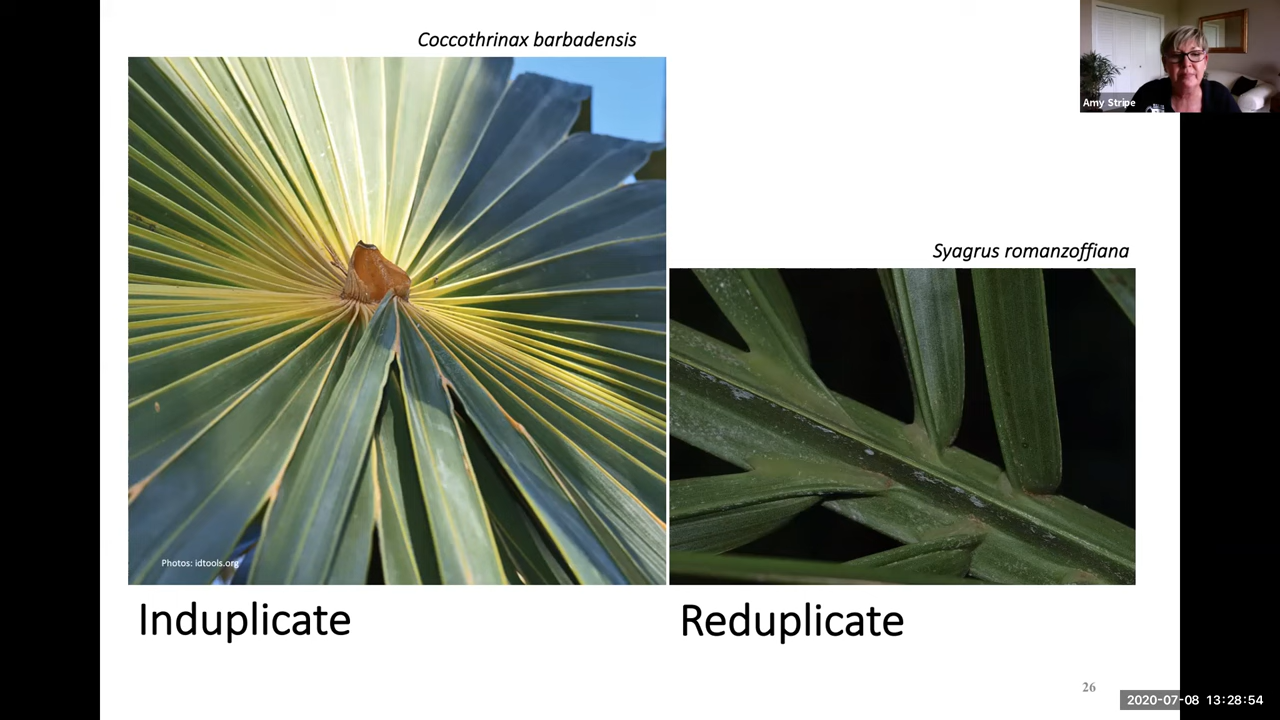 Coccothrinax barbadensis
Amy Stripe
Syagrus romanzoffiana
Photos: idtools.org
Induplicate
Reduplicate
26
2020-07-08 13:28:54